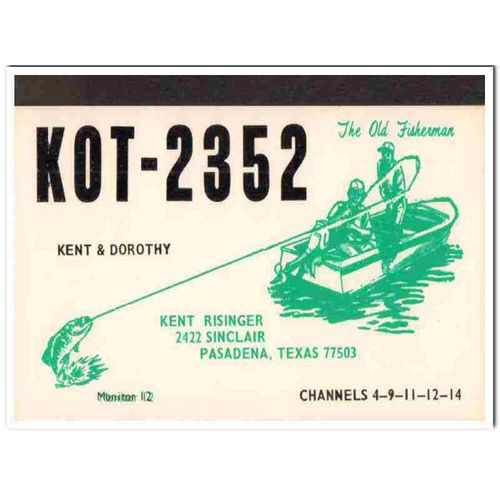 KOT-2352
The Old Fisherman
KENT & DOROTHY
KENT RISINGER
2422 SINCLAIR
PASADENA, TEXAS 77503
Monitor 12
CHANNELS 4-9-11-12-14